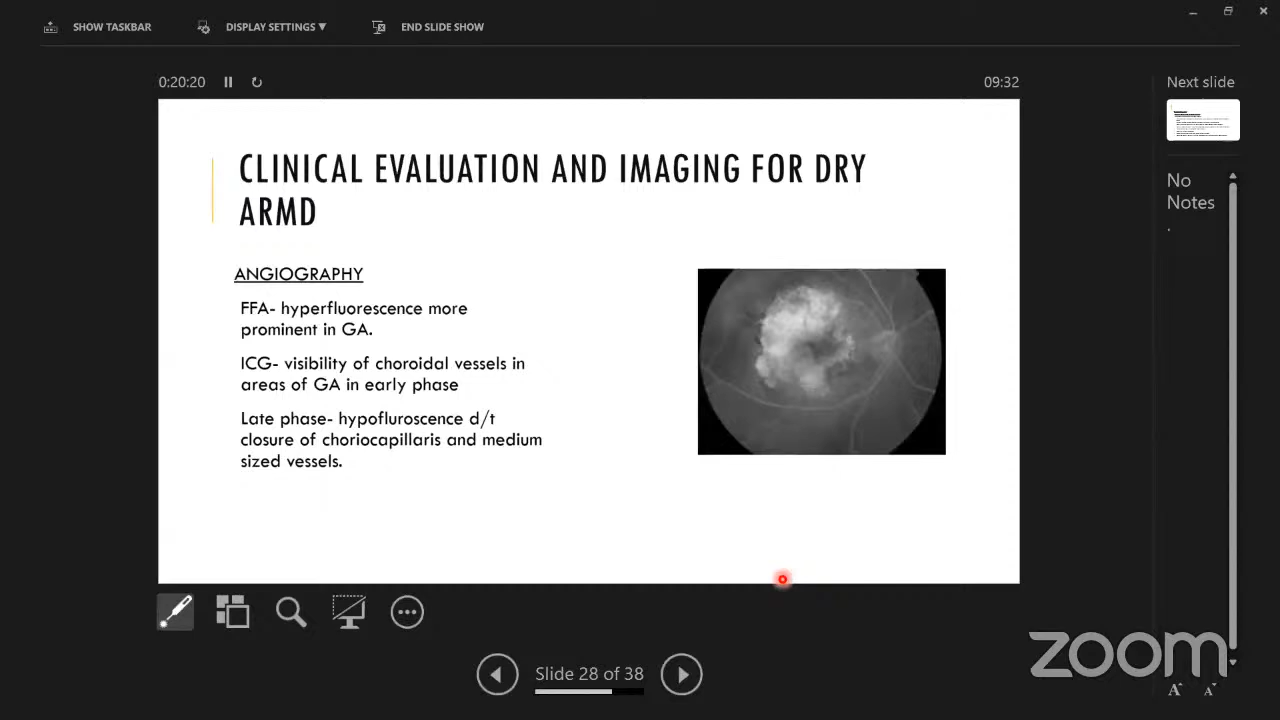 SHOW TASKBAR
DISPLAY SETTINGS ▼
END SLIDE SHOW
0:20:20
09:32
Next slide
CLINICAL EVALUATION AND IMAGING FOR DRY
ARMD
ANGIOGRAPHY
FFA- hyperfluorescence more
prominent in GA.
ICG- visibility of choroidal vessels in
areas of GA in early phase
Late phase- hypofluroscence d/t
closure of choriocapillaris and medium
sized vessels.
No
Notes
.
Slide 28 of 38
zoom
A A